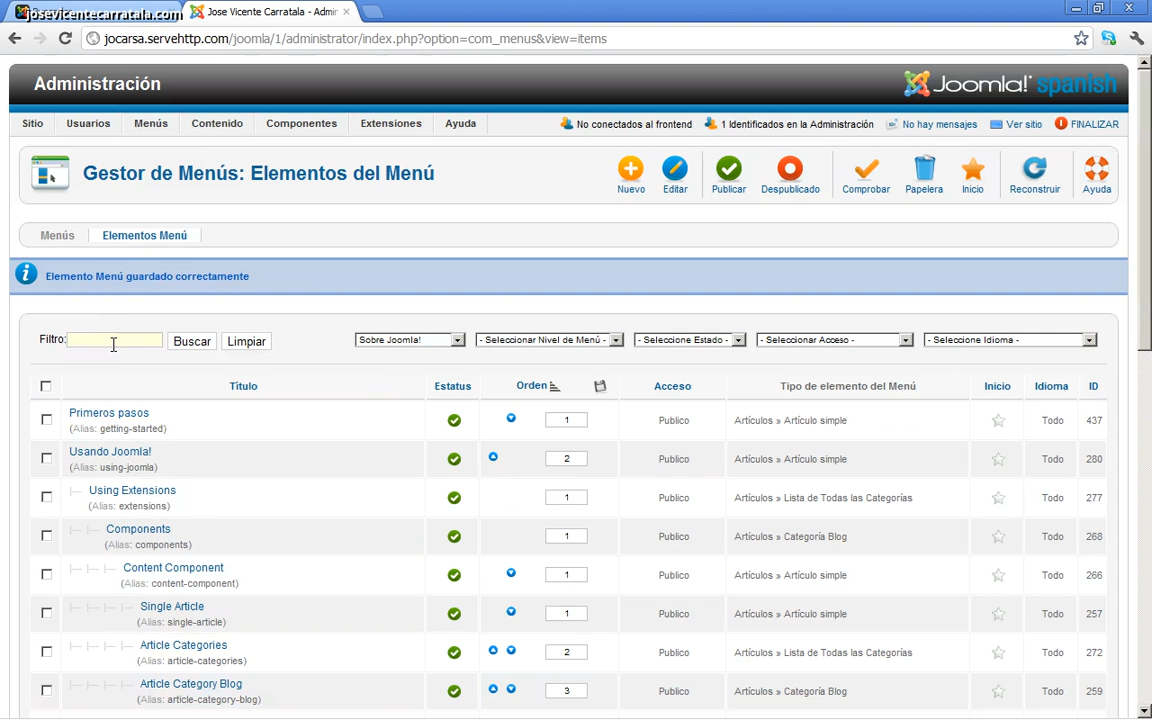 josevicentecarratala.com
Jose Vicente Carratala - Admir
jocarsa.servehttp.com/joomla/1/administrator/index.php?option=com_menus&view=items
Administración
Joomla! spanish
Sitio Usuarios Menús Contenido Componentes Extensiones Ayuda No conectados al frontend 1 Identificados en la Administración No hay mensajes Ver sitio FINALIZAR
Gestor de Menús: Elementos del Menú
Nuevo Editar Publicar Despublicado Comprobar Papelera Inicio Reconstruir Ayuda
Menús Elementos Menú
Elemento Menú guardado correctamente
Filtro: Buscar Limpiar Sobre Joomla! - Seleccionar Nivel de Menú - - Seleccione Estado - - Seleccionar Acceso - - Seleccione Idioma -
Título Estatus Orden Acceso Tipo de elemento del Menú Inicio Idioma ID
Primeros pasos 1 Publico Artículos » Artículo simple Todo 437
(Alias: getting-started)
Usando Joomla! 2 Publico Artículos » Artículo simple Todo 280
(Alias: using-joomla)
Using Extensions 1 Publico Artículos » Lista de Todas las Categorías Todo 277
(Alias: extensions)
Components 1 Publico Artículos » Categoría Blog Todo 268
(Alias: components)
Content Component 1 Publico Artículos » Artículo simple Todo 266
(Alias: content-component)
Single Article 1 Publico Artículos » Artículo simple Todo 257
(Alias: single-article)
Article Categories 2 Publico Artículos » Lista de Todas las Categorías Todo 272
(Alias: article-categories)
Article Category Blog 3 Publico Artículos » Categoría Blog Todo 259
(Alias: article-category-blog)